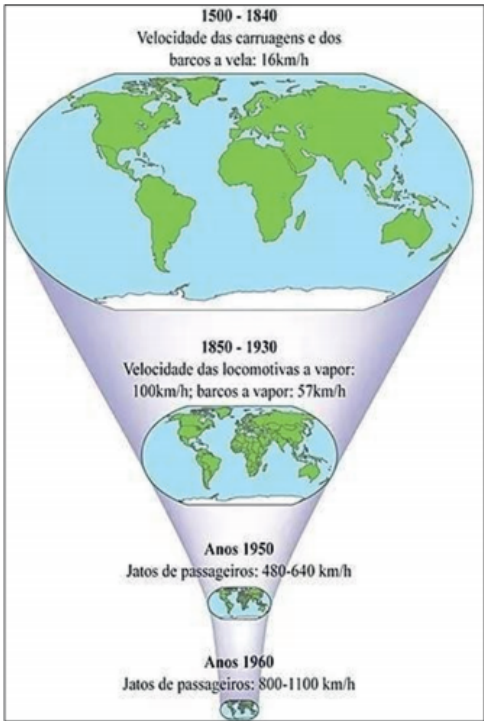 1500 - 1840
Velocidade das carruagens e dos
barcos a vela: 16km/h
1850 - 1930
Velocidade das locomotivas a vapor:
100km/h; barcos a vapor: 57km/h
Anos 1950
Jatos de passageiros: 480-640 km/h
Anos 1960
Jatos de passageiros: 800-1100 km/h